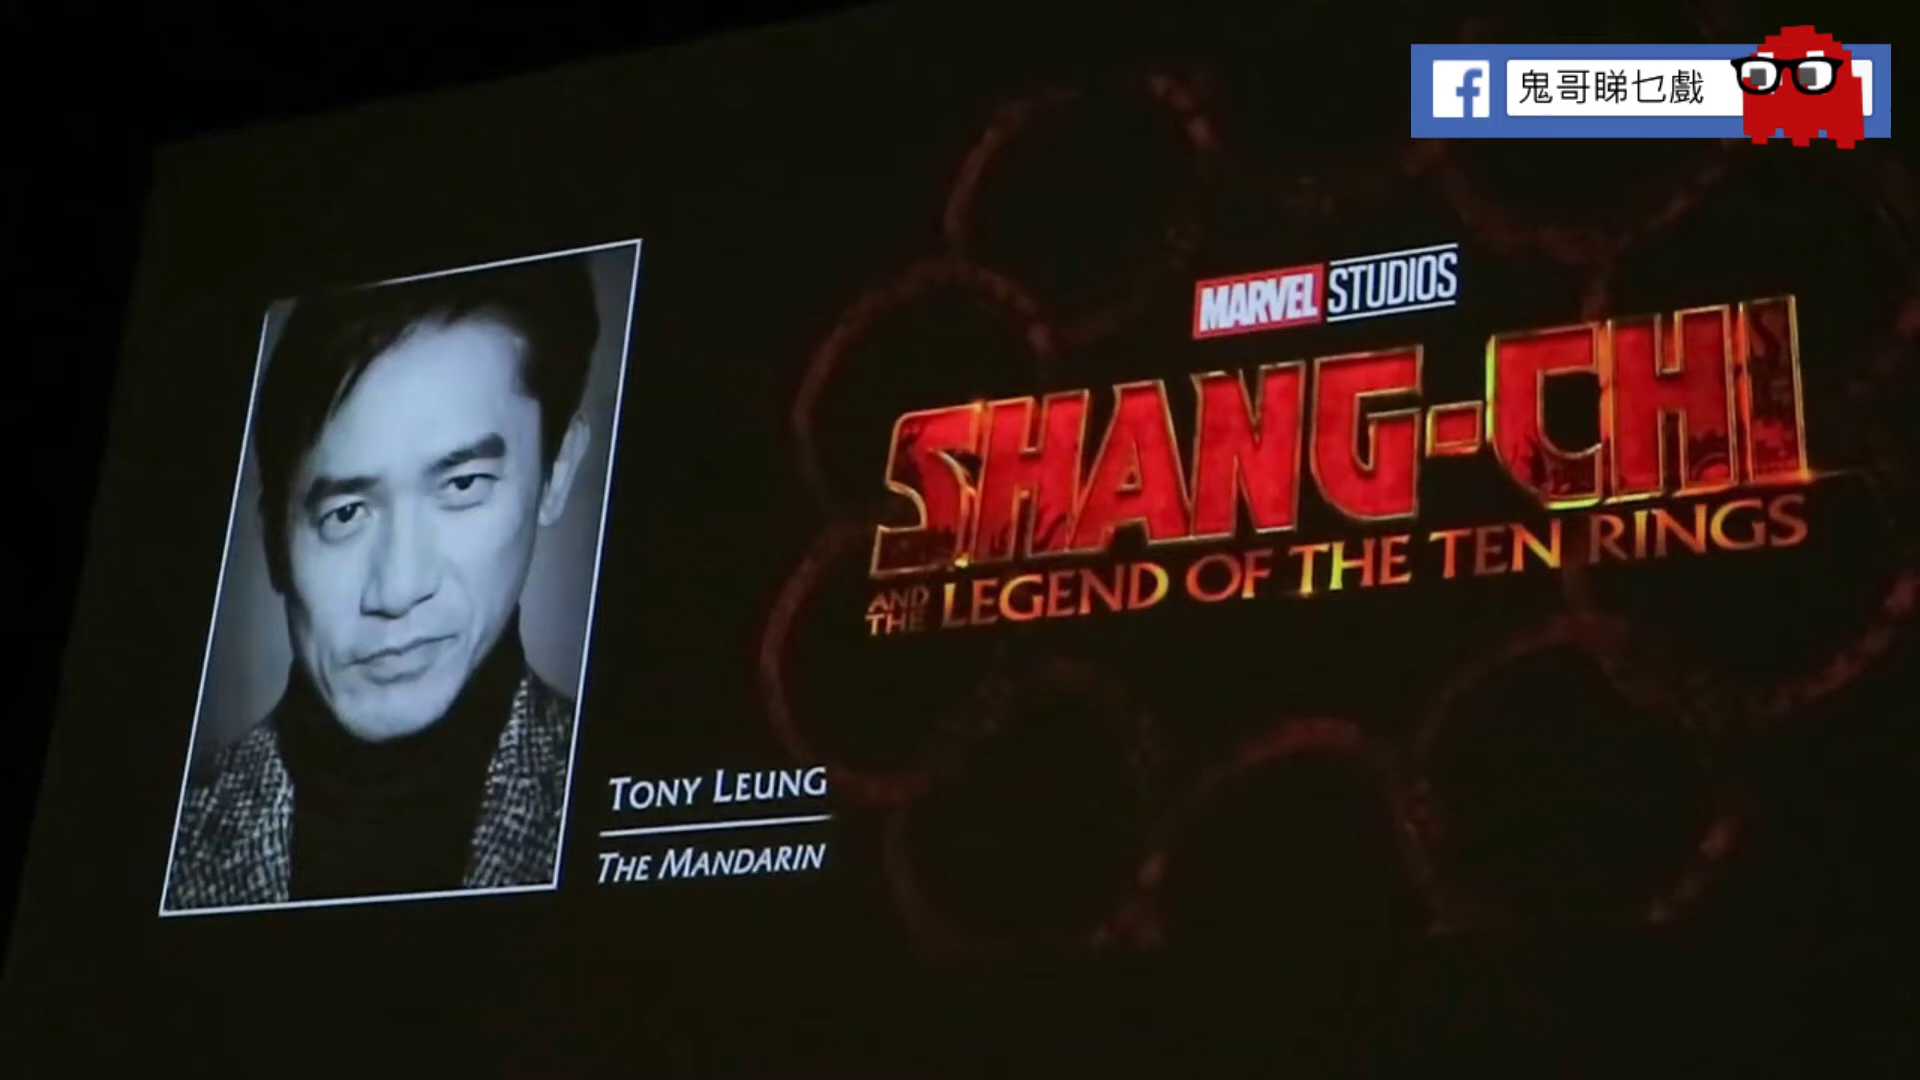 鬼哥睇乜戲
MARVEL STUDIOS
SHANG-CHI
AND THE LEGEND OF THE TEN RINGS
TONY LEUNG
THE MANDARIN